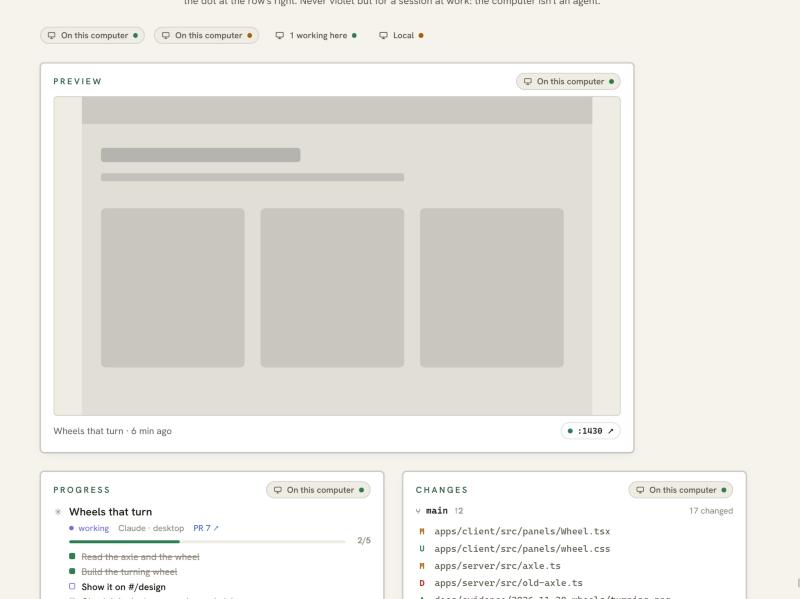 the dot at the row's right. Never violet but for a session at work: the computer isn't an agent.
On this computer
On this computer
1 working here
Local
PREVIEW
On this computer
Wheels that turn · 6 min ago
:1430 ↗
PROGRESS
On this computer
Wheels that turn
working Claude · desktop PR 7 ↗
2/5
Read the axle and the wheel
Build the turning wheel
Show it on #/design
CHANGES
On this computer
main 12
17 changed
M apps/client/src/panels/Wheel.tsx
U apps/client/src/panels/wheel.css
M apps/server/src/axle.ts
D apps/server/src/old-axle.ts